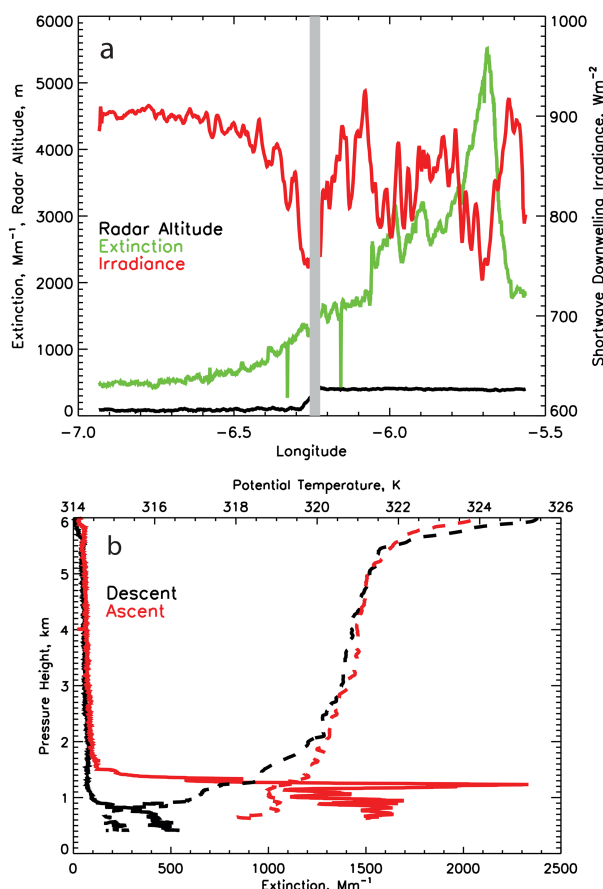 a
6000
5000
4000
3000
2000
1000
0
Extinction, Mm⁻¹, Radar Altitude, m
1000
900
800
700
600
Shortwave Downwelling Irradiance, Wm⁻²
Radar Altitude
Extinction
Irradiance
−7.0 −6.5 −6.0 −5.5
Longitude
Potential Temperature, K
314 316 318 320 322 324 326
b
6
5
4
3
2
1
0
Pressure Height, km
Descent
Ascent
0 500 1000 1500 2000 2500
Extinction, Mm⁻¹